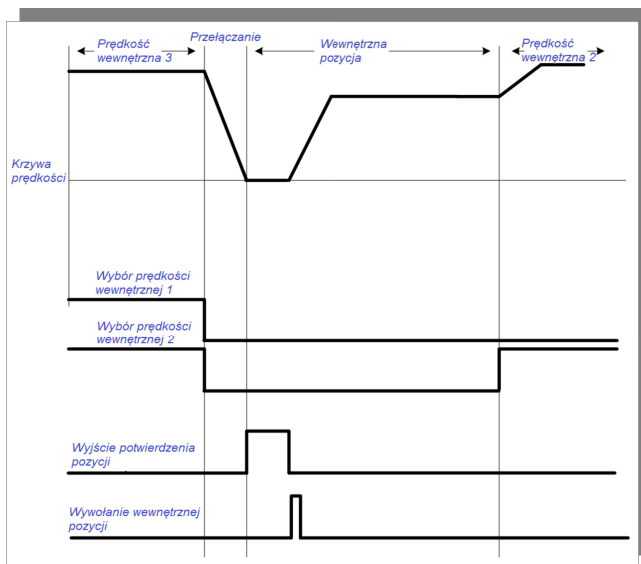 Prędkość
wewnętrzna 3
Przełączanie
Wewnętrzna
pozycja
Prędkość
wewnętrzna 2
Krzywa
prędkości
Wybór prędkości
wewnętrznej 1
Wybór prędkości
wewnętrznej 2
Wyjście potwierdzenia
pozycji
Wywołanie wewnętrznej
pozycji